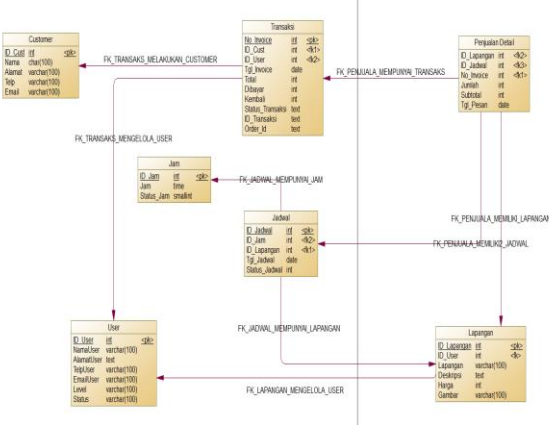 Customer
ID_Cust int <pk>
Nama char(100)
Alamat varchar(100)
Telp varchar(100)
Email varchar(100)
FK_TRANSAKS_MELAKUKAN_CUSTOMER
Transaksi
No_Invoice int <pk>
ID_Cust int <fk1>
ID_User int <fk2>
Tgl_Invoice date
Total int
Dibayar int
Kembali int
Status_Transaksi text
ID_Transaksi text
Order_Id text
FK_PENJUALA_MEMPUNYAI_TRANSAKS
Penjualan Detail
ID_Lapangan int <fk2>
ID_Jadwal int <fk3>
No_Invoice int <fk1>
Jumlah int
Subtotal int
Tgl_Pesan date
FK_TRANSAKS_MENGELOLA_USER
Jam
ID_Jam int <pk>
Jam time
Status_Jam smallint
FK_JADWAL_MEMPUNYAI_JAM
Jadwal
ID_Jadwal int <pk>
ID_Jam int <fk2>
ID_Lapangan int <fk1>
Tgl_Jadwal date
Status_Jadwal int
FK_PENJUALA_MEMILIKI_LAPANGAN
FK_PENJUALA_MEMILIKI2_JADWAL
FK_JADWAL_MEMPUNYAI_LAPANGAN
User
ID_User int <pk>
NamaUser varchar(100)
AlamatUser text
TelpUser varchar(100)
EmailUser varchar(100)
Level varchar(100)
Status varchar(100)
FK_LAPANGAN_MENGELOLA_USER
Lapangan
ID_Lapangan int <pk>
ID_User int <fk>
Lapangan varchar(100)
Deskripsi text
Harga int
Gambar varchar(100)